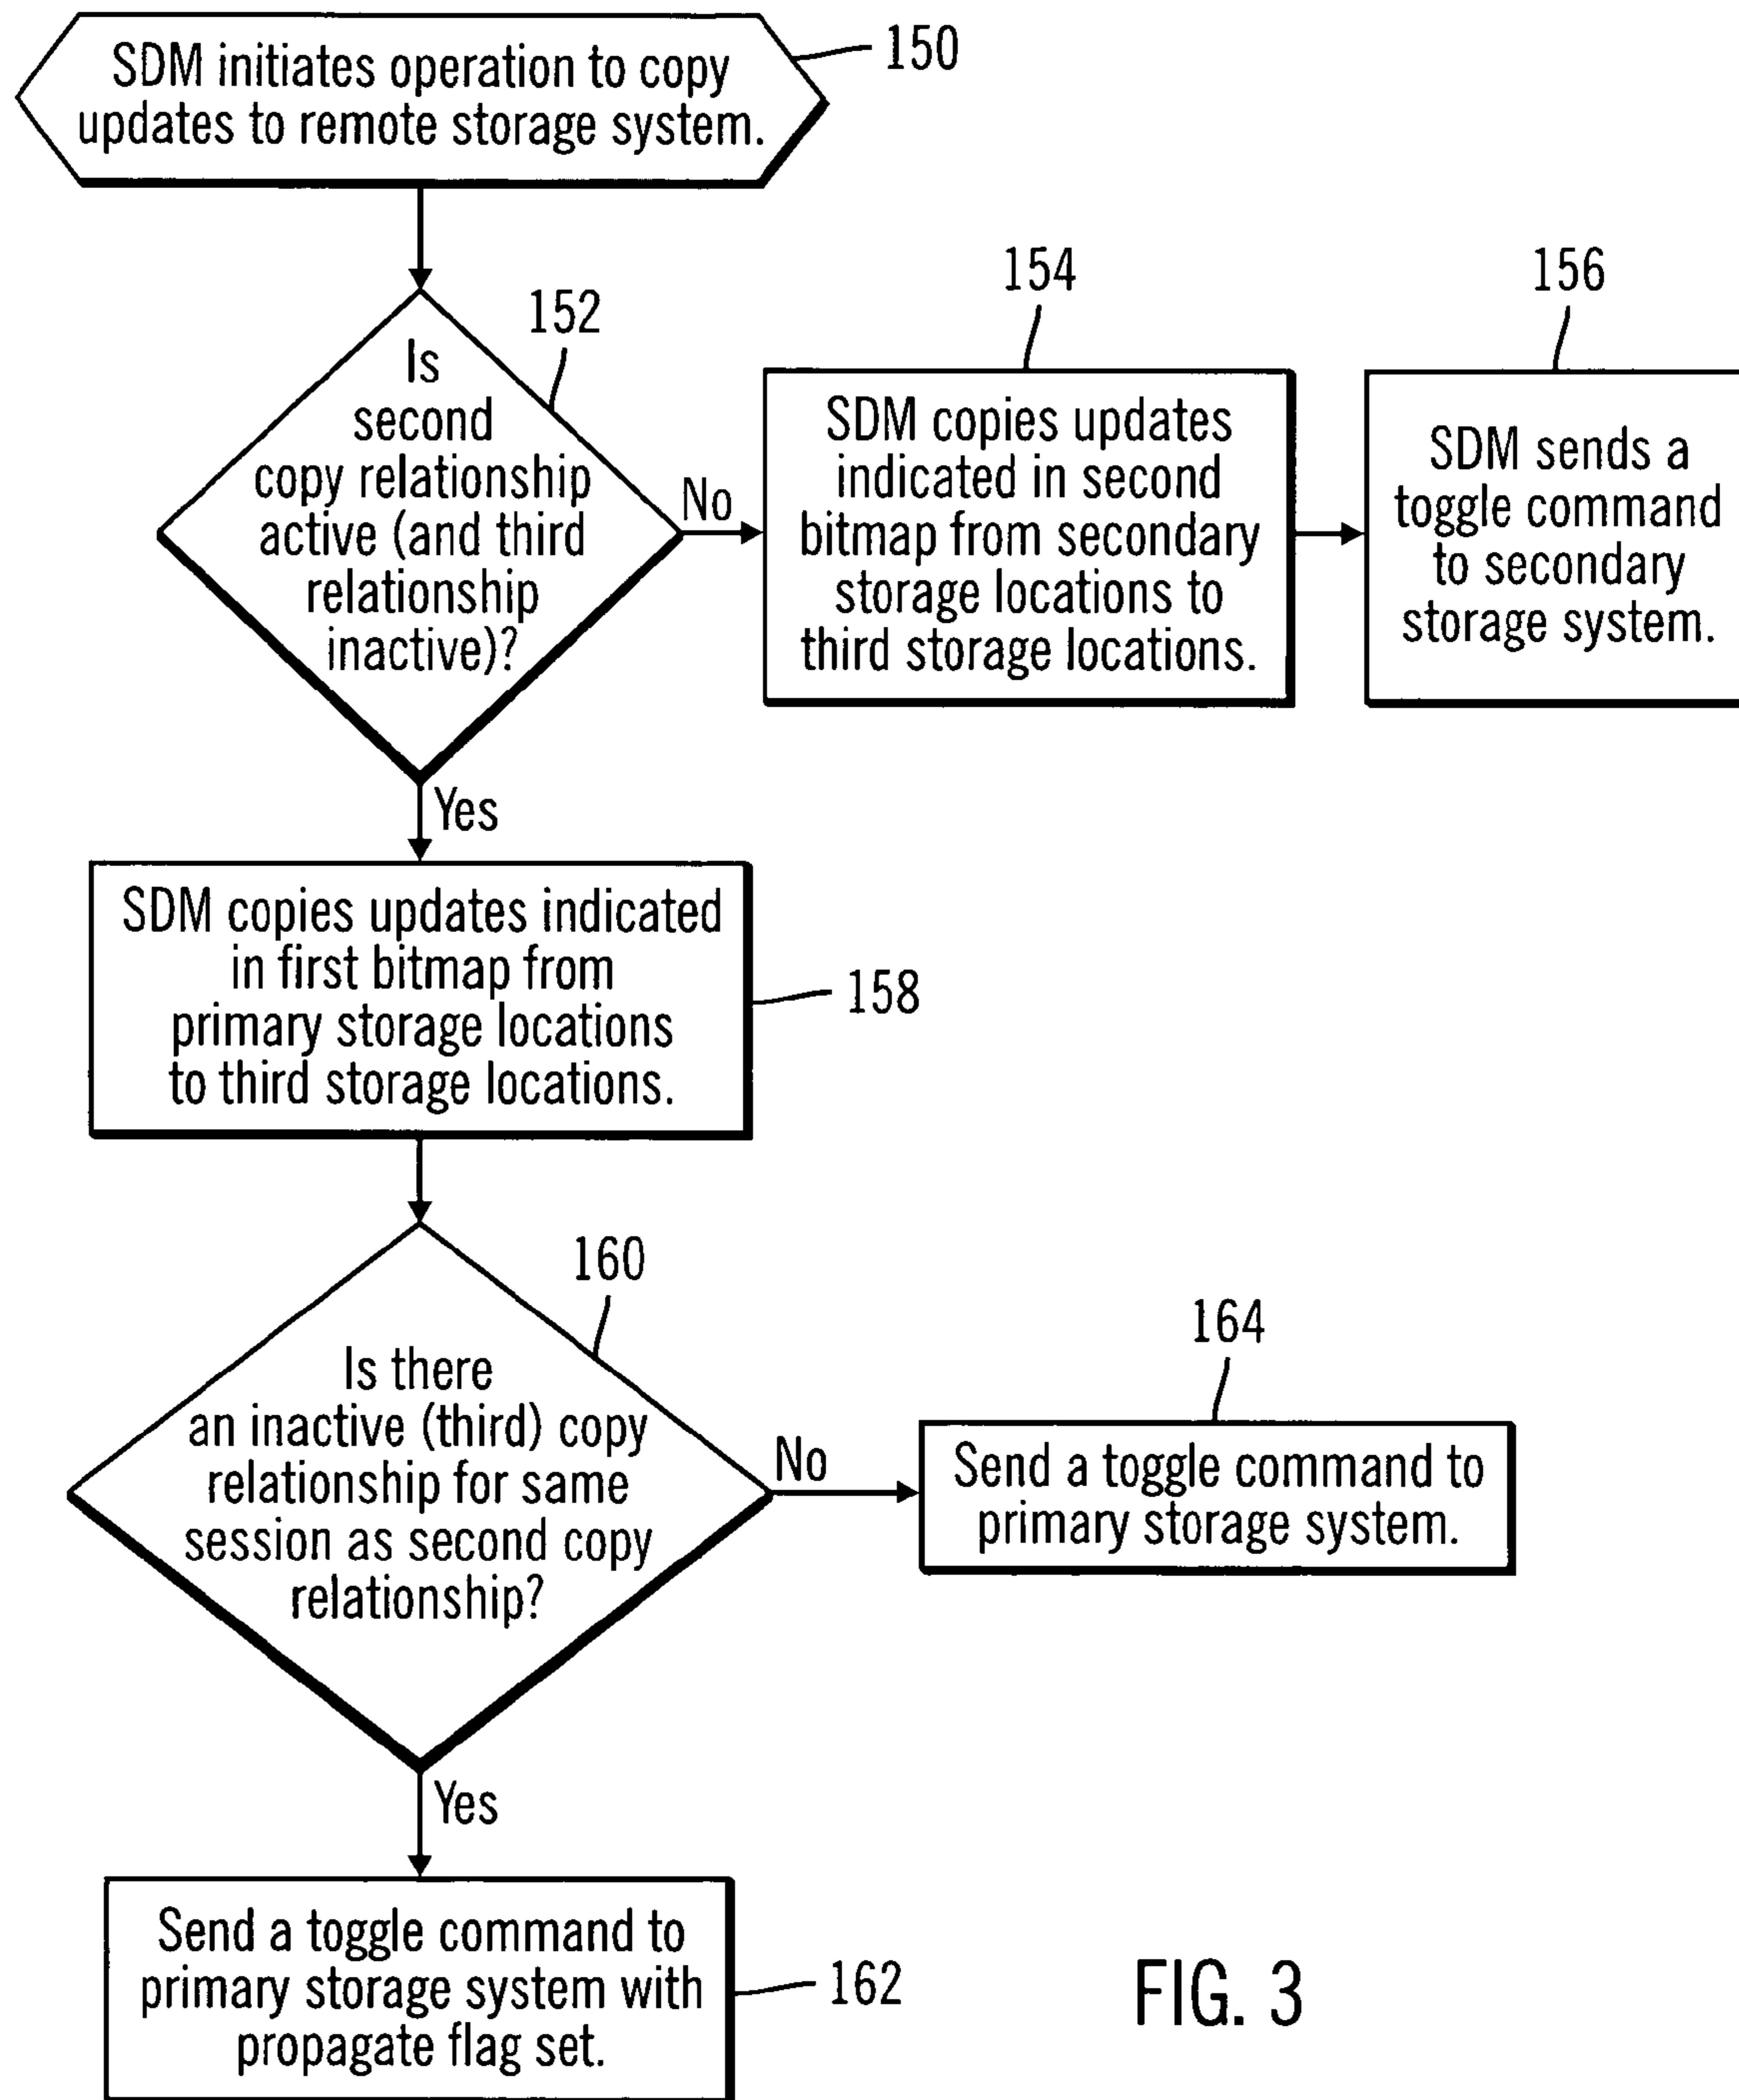 SDM initiates operation to copy
updates to remote storage system.
150
Is
second
copy relationship
active (and third
relationship
inactive)?
152
No
SDM copies updates
indicated in second
bitmap from secondary
storage locations to
third storage locations.
154
SDM sends a
toggle command
to secondary
storage system.
156
Yes
SDM copies updates indicated
in first bitmap from
primary storage locations
to third storage locations.
158
Is there
an inactive (third) copy
relationship for same
session as second copy
relationship?
160
No
Send a toggle command to
primary storage system.
164
Yes
Send a toggle command to
primary storage system with
propagate flag set.
162
FIG. 3